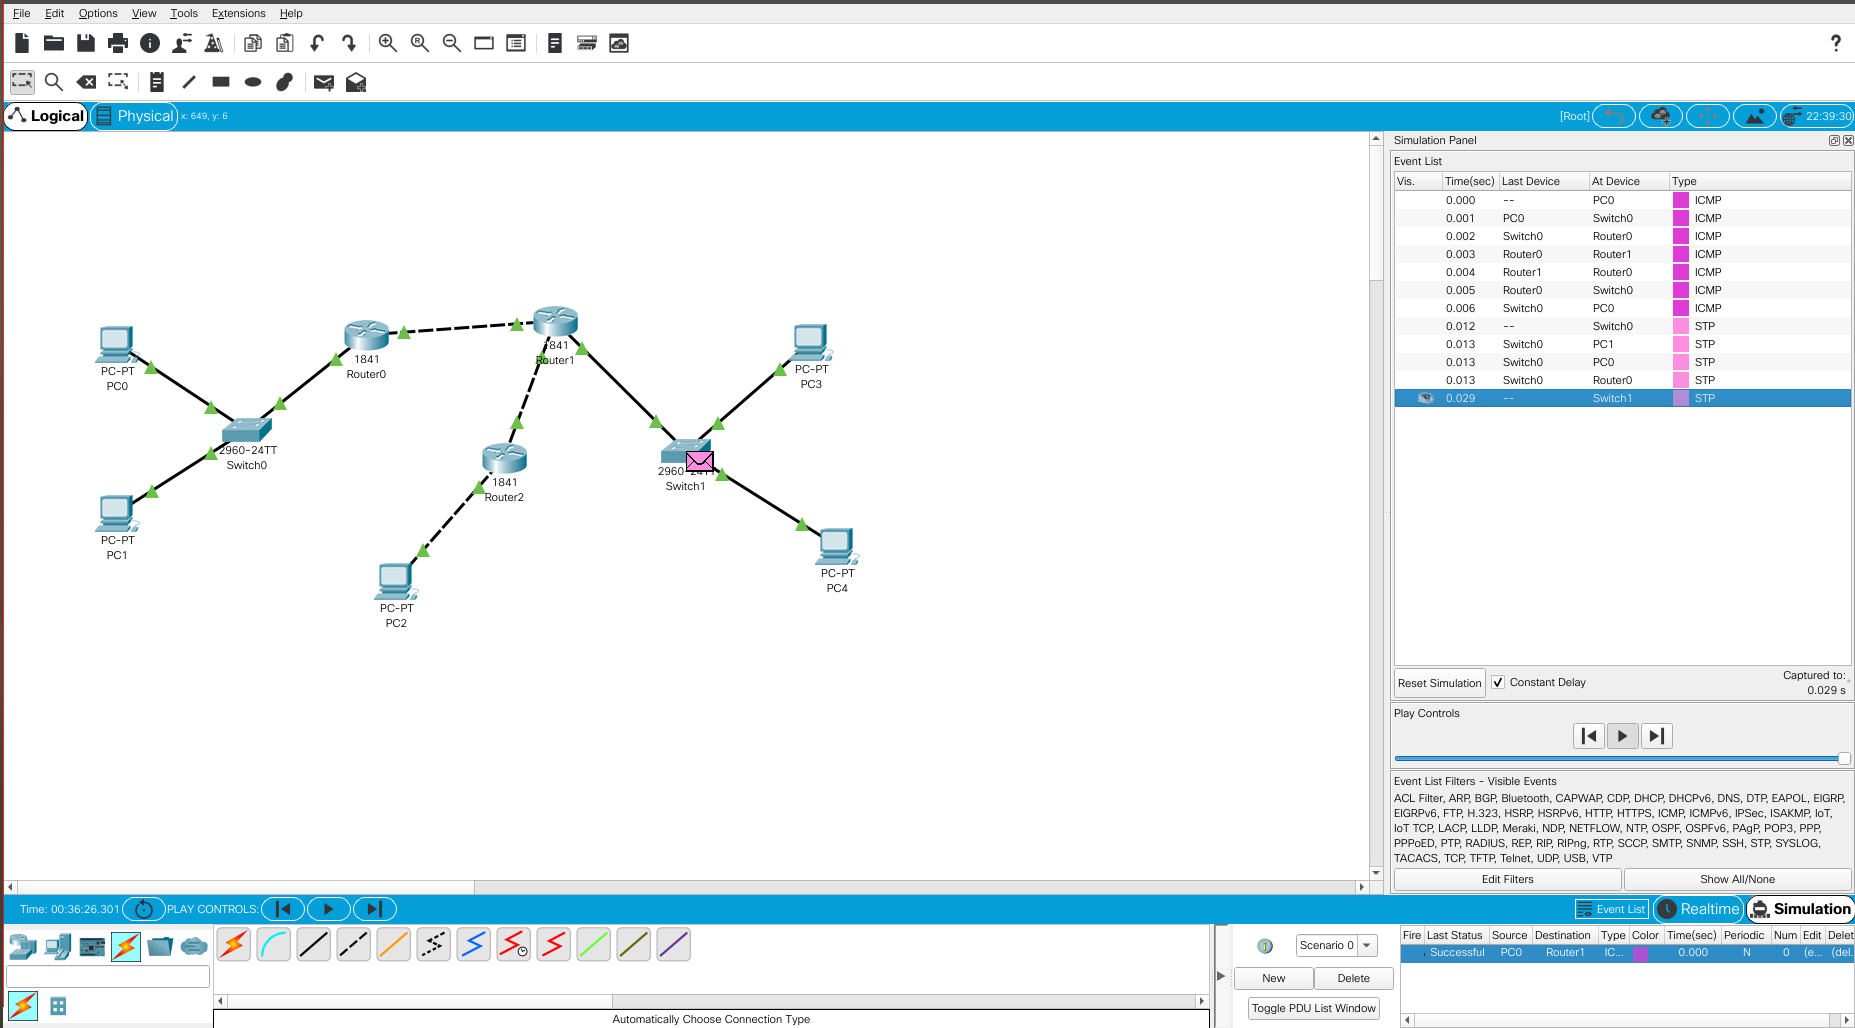 File Edit Options View Tools Extensions Help
?
Logical Physical x: 649, y: 6 [Root] 22:39:30
Simulation Panel
Event List
Vis. Time(sec) Last Device At Device Type
0.000 -- PC0 ICMP
0.001 PC0 Switch0 ICMP
0.002 Switch0 Router0 ICMP
0.003 Router0 Router1 ICMP
0.004 Router1 Router0 ICMP
0.005 Router0 Switch0 ICMP
0.006 Switch0 PC0 ICMP
0.012 -- Switch0 STP
0.013 Switch0 PC1 STP
0.013 Switch0 PC0 STP
0.013 Switch0 Router0 STP
0.029 -- Switch1 STP
PC-PT
PC0
1841
Router0
1841
Router1
PC-PT
PC3
2960-24TT
Switch0
1841
Router2
2960-24TT
Switch1
PC-PT
PC1
PC-PT
PC2
PC-PT
PC4
Reset Simulation Constant Delay Captured to:
0.029 s
Play Controls
Event List Filters - Visible Events
ACL Filter, ARP, BGP, Bluetooth, CAPWAP, CDP, DHCP, DHCPv6, DNS, DTP, EAPOL, EIGRP,
EIGRPv6, FTP, H.323, HSRP, HSRPv6, HTTP, HTTPS, ICMP, ICMPv6, IPSec, ISAKMP, IoT,
IoT TCP, LACP, LLDP, Meraki, NDP, NETFLOW, NTP, OSPF, OSPFv6, PAgP, POP3, PPP,
PPPoED, PTP, RADIUS, REP, RIP, RIPng, RTP, SCCP, SMTP, SNMP, SSH, STP, SYSLOG,
TACACS, TCP, TFTP, Telnet, UDP, USB, VTP
Edit Filters Show All/None
Time: 00:36:26.301 PLAY CONTROLS: Event List Realtime Simulation
Scenario 0
New Delete
Toggle PDU List Window
Fire Last Status Source Destination Type Color Time(sec) Periodic Num Edit Delet
Successful PC0 Router1 IC... 0.000 N 0 (e... (del.
Automatically Choose Connection Type